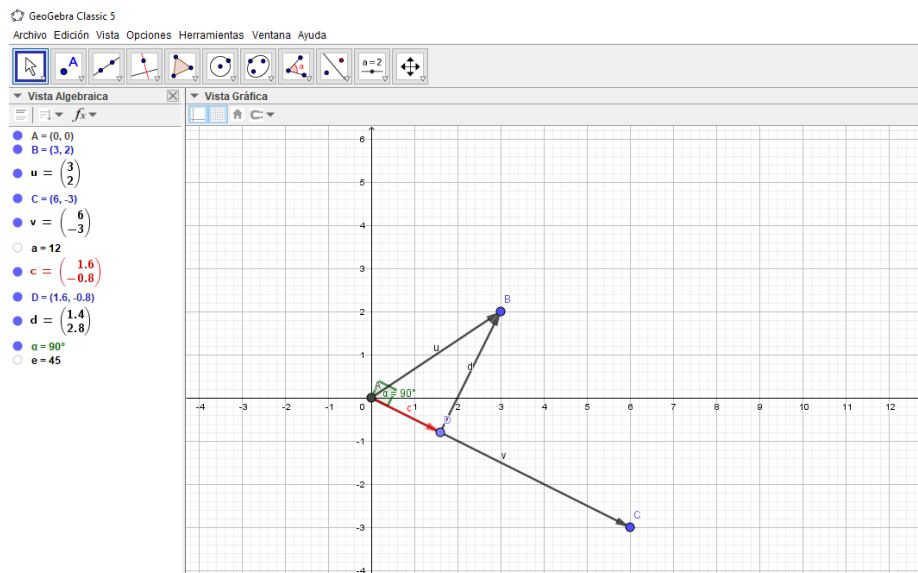 GeoGebra Classic 5
Archivo Edición Vista Opciones Herramientas Ventana Ayuda
A
α
a=2
Vista Algebraica
Vista Gráfica
fx
A = (0, 0)
B = (3, 2)
u = (3
2)
C = (6, -3)
v = (6
−3)
a = 12
c = (1.6
−0.8)
D = (1.6, -0.8)
d = (1.4
2.8)
α = 90°
e = 45
6
5
4
3
2
1
-4 -3 -2 -1 0 1 2 3 4 5 6 7 8 9 10 11 12
-1
-2
-3
-4
B
u
d
A
α = 90°
c
D
v
C